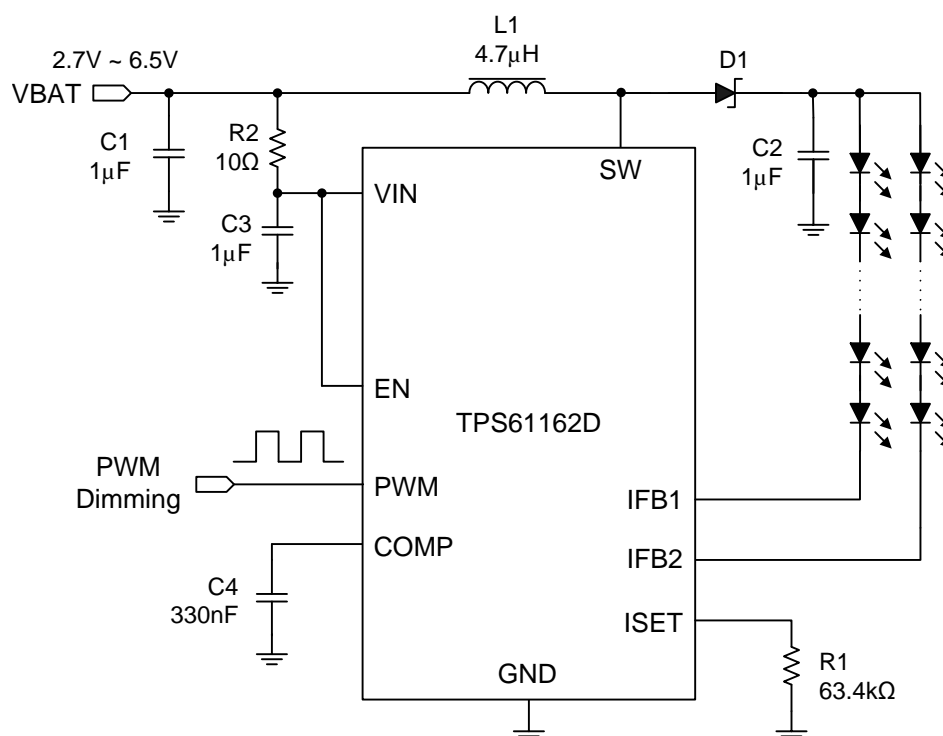 L1
4.7μH
2.7V ~ 6.5V
VBAT
D1
C1
1μF
R2
10Ω
C2
1μF
SW
VIN
C3
1μF
EN
TPS61162D
PWM
Dimming
PWM
IFB1
COMP
IFB2
C4
330nF
ISET
R1
63.4kΩ
GND